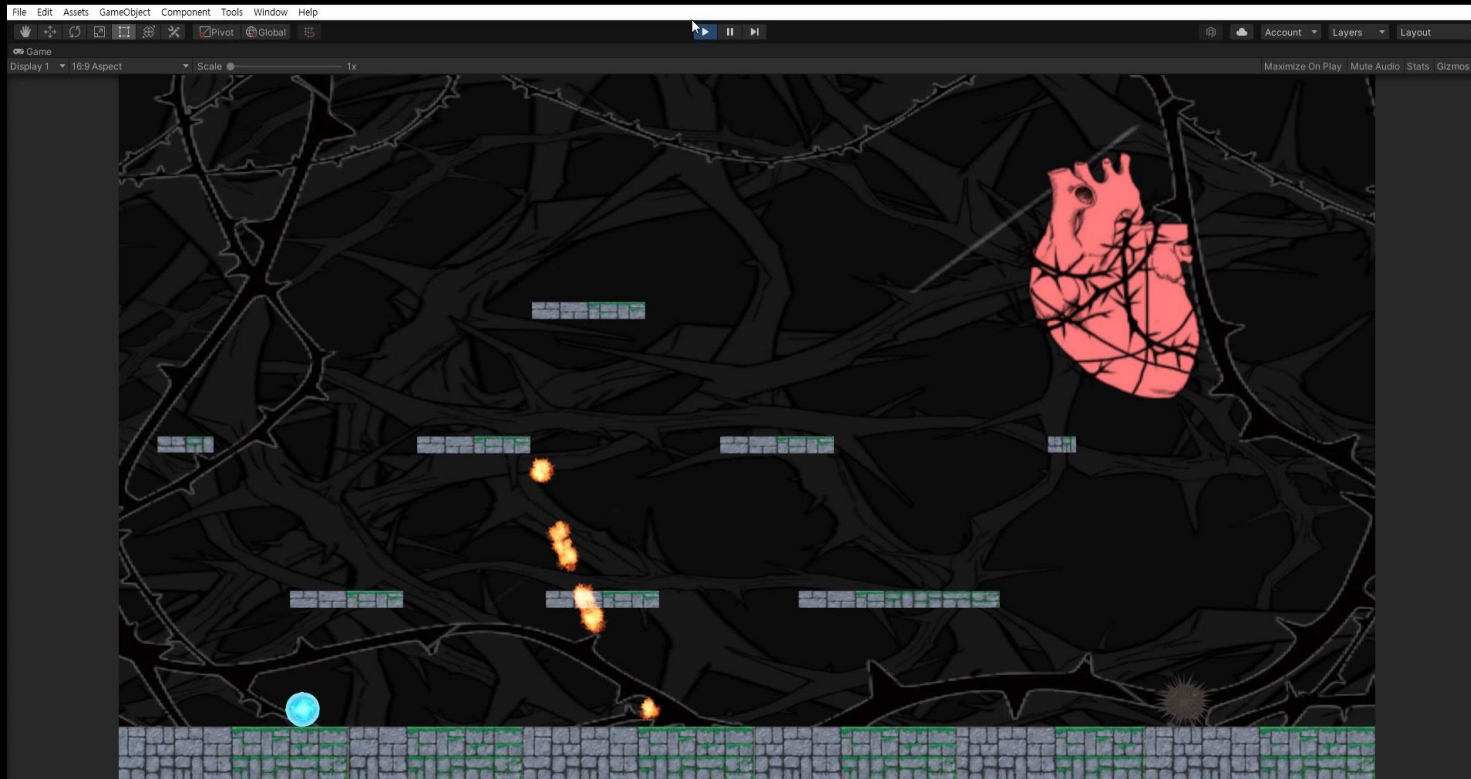 File Edit Assets GameObject Component Tools Window Help
Pivot Global Account Layers Layout
Game
Display 1 16:9 Aspect Scale 1x Maximize On Play Mute Audio Stats Gizmos